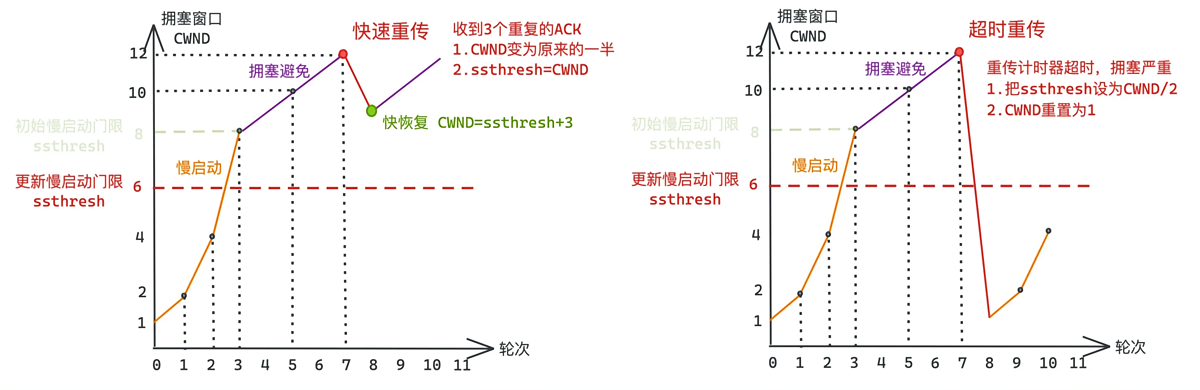 拥塞窗口
CWND
快速重传
收到3个重复的ACK
1.CWND变为原来的一半
2.ssthresh=CWND
12
拥塞避免
10
快恢复 CWND=ssthresh+3
初始慢启动门限
ssthresh
8
慢启动
更新慢启动门限
ssthresh
6
4
2
1
轮次
0 1 2 3 4 5 6 7 8 9 10 11
拥塞窗口
CWND
超时重传
重传计时器超时，拥塞严重
1.把ssthresh设为CWND/2
2.CWND重置为1
12
拥塞避免
10
初始慢启动门限
ssthresh
8
慢启动
更新慢启动门限
ssthresh
6
4
2
1
轮次
0 1 2 3 4 5 6 7 8 9 10 11